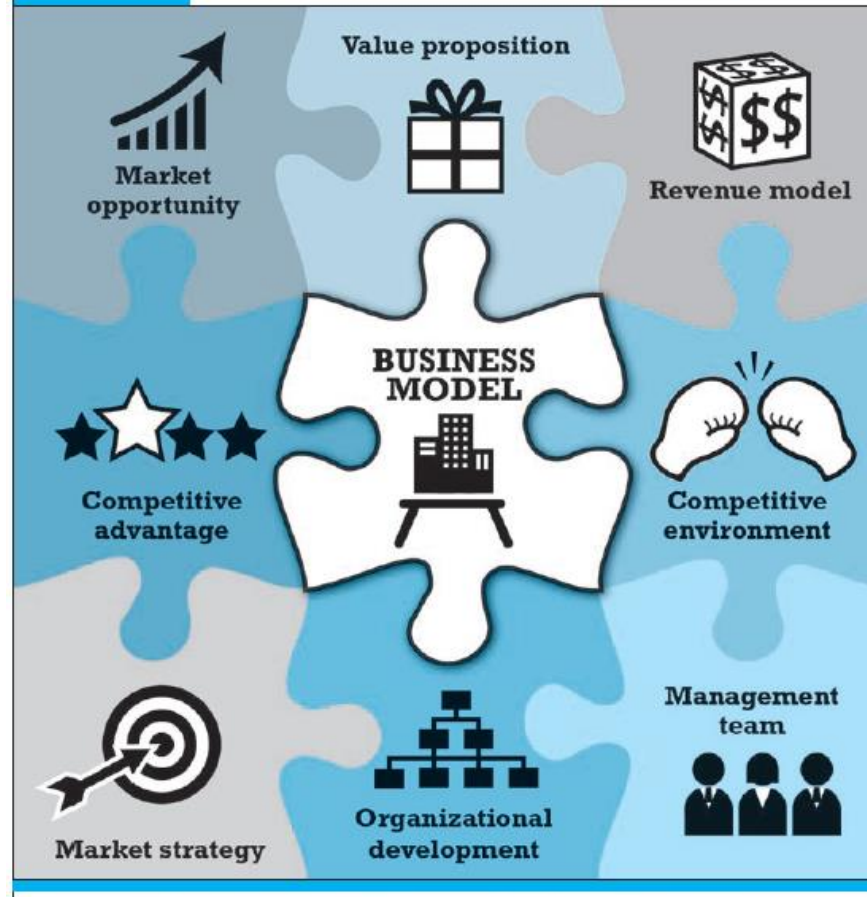 Value proposition
$$
$$
$$
$$
Market
opportunity
Revenue model
BUSINESS
MODEL
Competitive
advantage
Competitive
environment
Management
team
Organizational
development
Market strategy